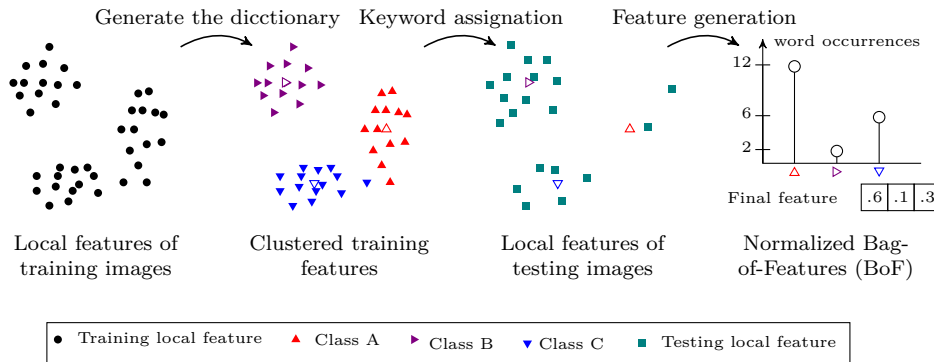 Generate the dicctionary
Keyword assignation
Feature generation
word occurrences
12
6
2
Final feature
.6 .1 .3
Local features of
training images
Clustered training
features
Local features of
testing images
Normalized Bag-
of-Features (BoF)
Training local feature
Class A
Class B
Class C
Testing local feature